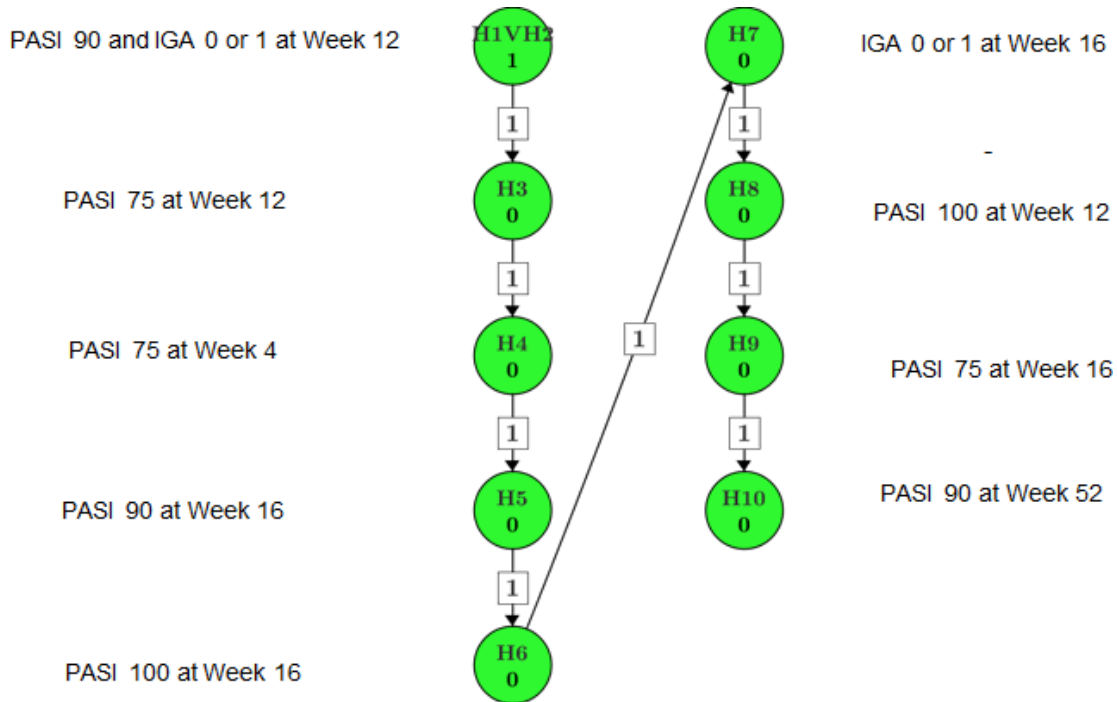 PASI 90 and IGA 0 or 1 at Week 12
H1VH2
1
H7
0
IGA 0 or 1 at Week 16
1
1
-
PASI 75 at Week 12
H3
0
H8
0
PASI 100 at Week 12
1
1
1
PASI 75 at Week 4
H4
0
H9
0
PASI 75 at Week 16
1
1
PASI 90 at Week 16
H5
0
H10
0
PASI 90 at Week 52
1
PASI 100 at Week 16
H6
0